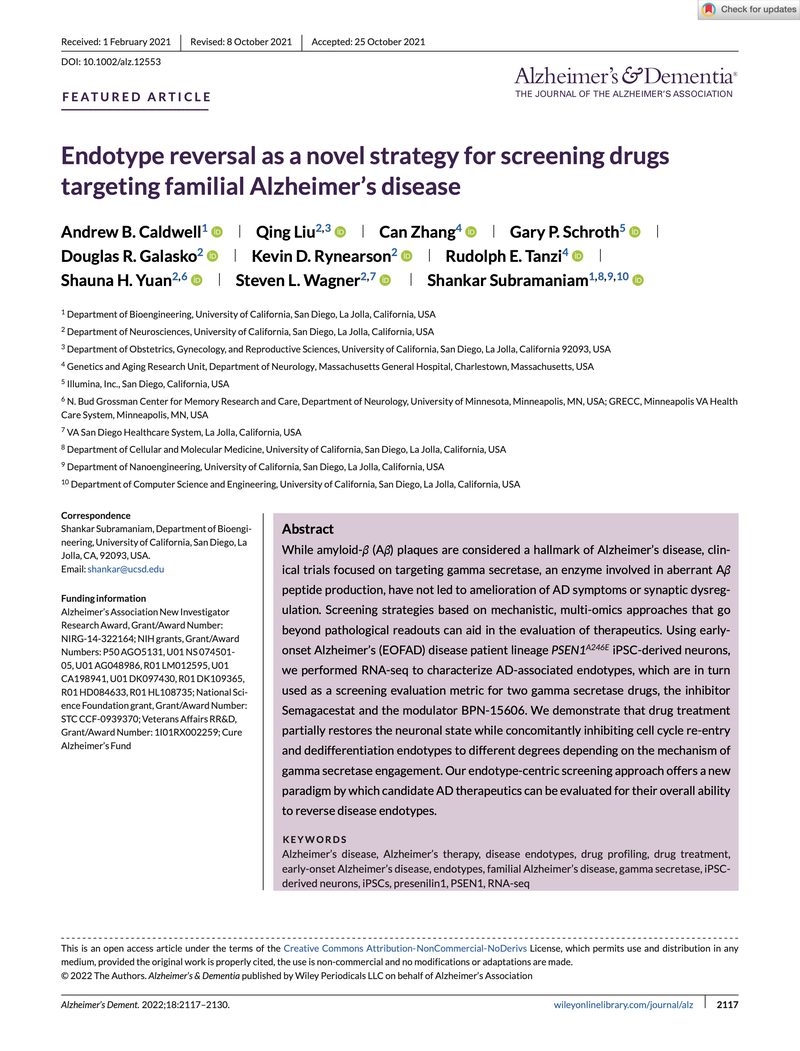 Check for updates
Received: 1 February 2021 | Revised: 8 October 2021 | Accepted: 25 October 2021
DOI: 10.1002/alz.12553
Alzheimer's & Dementia®
THE JOURNAL OF THE ALZHEIMER'S ASSOCIATION
FEATURED ARTICLE
Endotype reversal as a novel strategy for screening drugs
targeting familial Alzheimer's disease
Andrew B. Caldwell1 | Qing Liu2,3 | Can Zhang4 | Gary P. Schroth5 |
Douglas R. Galasko2 | Kevin D. Rynearson2 | Rudolph E. Tanzi4 |
Shauna H. Yuan2,6 | Steven L. Wagner2,7 | Shankar Subramaniam1,8,9,10
1 Department of Bioengineering, University of California, San Diego, La Jolla, California, USA
2 Department of Neurosciences, University of California, San Diego, La Jolla, California, USA
3 Department of Obstetrics, Gynecology, and Reproductive Sciences, University of California, San Diego, La Jolla, California 92093, USA
4 Genetics and Aging Research Unit, Department of Neurology, Massachusetts General Hospital, Charlestown, Massachusetts, USA
5 Illumina, Inc., San Diego, California, USA
6 N. Bud Grossman Center for Memory Research and Care, Department of Neurology, University of Minnesota, Minneapolis, MN, USA; GRECC, Minneapolis VA Health
Care System, Minneapolis, MN, USA
7 VA San Diego Healthcare System, La Jolla, California, USA
8 Department of Cellular and Molecular Medicine, University of California, San Diego, La Jolla, California, USA
9 Department of Nanoengineering, University of California, San Diego, La Jolla, California, USA
10 Department of Computer Science and Engineering, University of California, San Diego, La Jolla, California, USA
Correspondence
Shankar Subramaniam, Department of Bioengi-
neering, University of California, San Diego, La
Jolla, CA, 92093, USA.
Email: shankar@ucsd.edu
Funding information
Alzheimer's Association New Investigator
Research Award, Grant/Award Number:
NIRG-14-322164; NIH grants, Grant/Award
Numbers: P50 AGO5131, U01 NS 074501-
05, U01 AG048986, R01 LM012595, U01
CA198941, U01 DK097430, R01 DK109365,
R01 HD084633, R01 HL108735; National Sci-
ence Foundation grant, Grant/Award Number:
STC CCF-0939370; Veterans Affairs RR&D,
Grant/Award Number: 1I01RX002259; Cure
Alzheimer's Fund
Abstract
While amyloid-β (Aβ) plaques are considered a hallmark of Alzheimer's disease, clin-
ical trials focused on targeting gamma secretase, an enzyme involved in aberrant Aβ
peptide production, have not led to amelioration of AD symptoms or synaptic dysreg-
ulation. Screening strategies based on mechanistic, multi-omics approaches that go
beyond pathological readouts can aid in the evaluation of therapeutics. Using early-
onset Alzheimer's (EOFAD) disease patient lineage PSEN1A246E iPSC-derived neurons,
we performed RNA-seq to characterize AD-associated endotypes, which are in turn
used as a screening evaluation metric for two gamma secretase drugs, the inhibitor
Semagacestat and the modulator BPN-15606. We demonstrate that drug treatment
partially restores the neuronal state while concomitantly inhibiting cell cycle re-entry
and dedifferentiation endotypes to different degrees depending on the mechanism of
gamma secretase engagement. Our endotype-centric screening approach offers a new
paradigm by which candidate AD therapeutics can be evaluated for their overall ability
to reverse disease endotypes.
KEYWORDS
Alzheimer's disease, Alzheimer's therapy, disease endotypes, drug profiling, drug treatment,
early-onset Alzheimer's disease, endotypes, familial Alzheimer's disease, gamma secretase, iPSC-
derived neurons, iPSCs, presenilin1, PSEN1, RNA-seq
This is an open access article under the terms of the Creative Commons Attribution-NonCommercial-NoDerivs License, which permits use and distribution in any
medium, provided the original work is properly cited, the use is non-commercial and no modifications or adaptations are made.
© 2022 The Authors. Alzheimer's & Dementia published by Wiley Periodicals LLC on behalf of Alzheimer's Association
Alzheimer's Dement. 2022;18:2117–2130.
wileyonlinelibrary.com/journal/alz | 2117